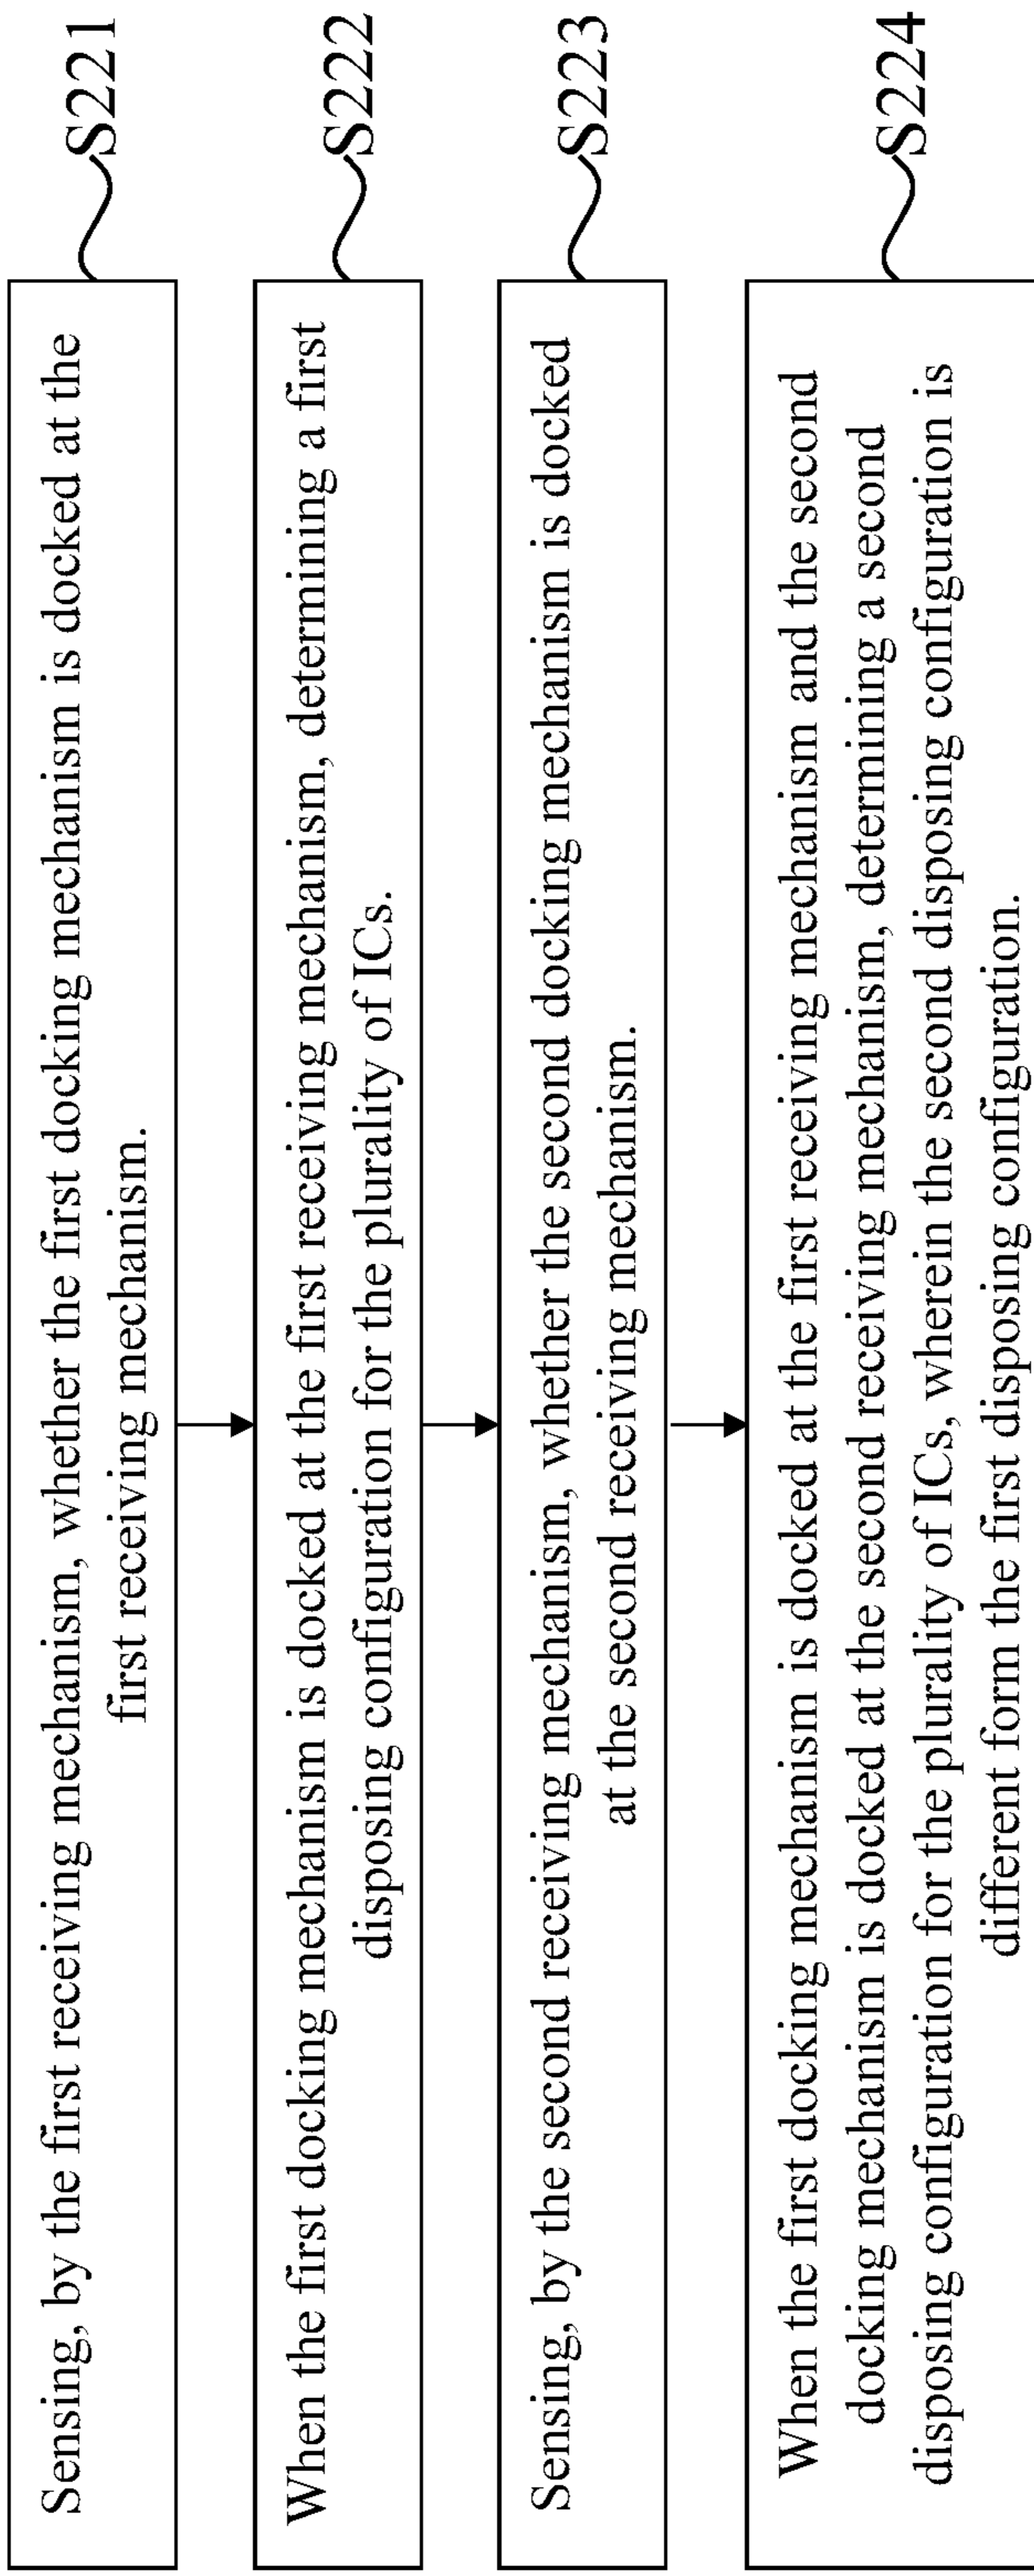 Sensing, by the first receiving mechanism, whether the first docking mechanism is docked at the
first receiving mechanism.
S221
When the first docking mechanism is docked at the first receiving mechanism, determining a first
disposing configuration for the plurality of ICs.
S222
Sensing, by the second receiving mechanism, whether the second docking mechanism is docked
at the second receiving mechanism.
S223
When the first docking mechanism is docked at the first receiving mechanism and the second
docking mechanism is docked at the second receiving mechanism, determining a second
disposing configuration for the plurality of ICs, wherein the second disposing configuration is
different form the first disposing configuration.
S224